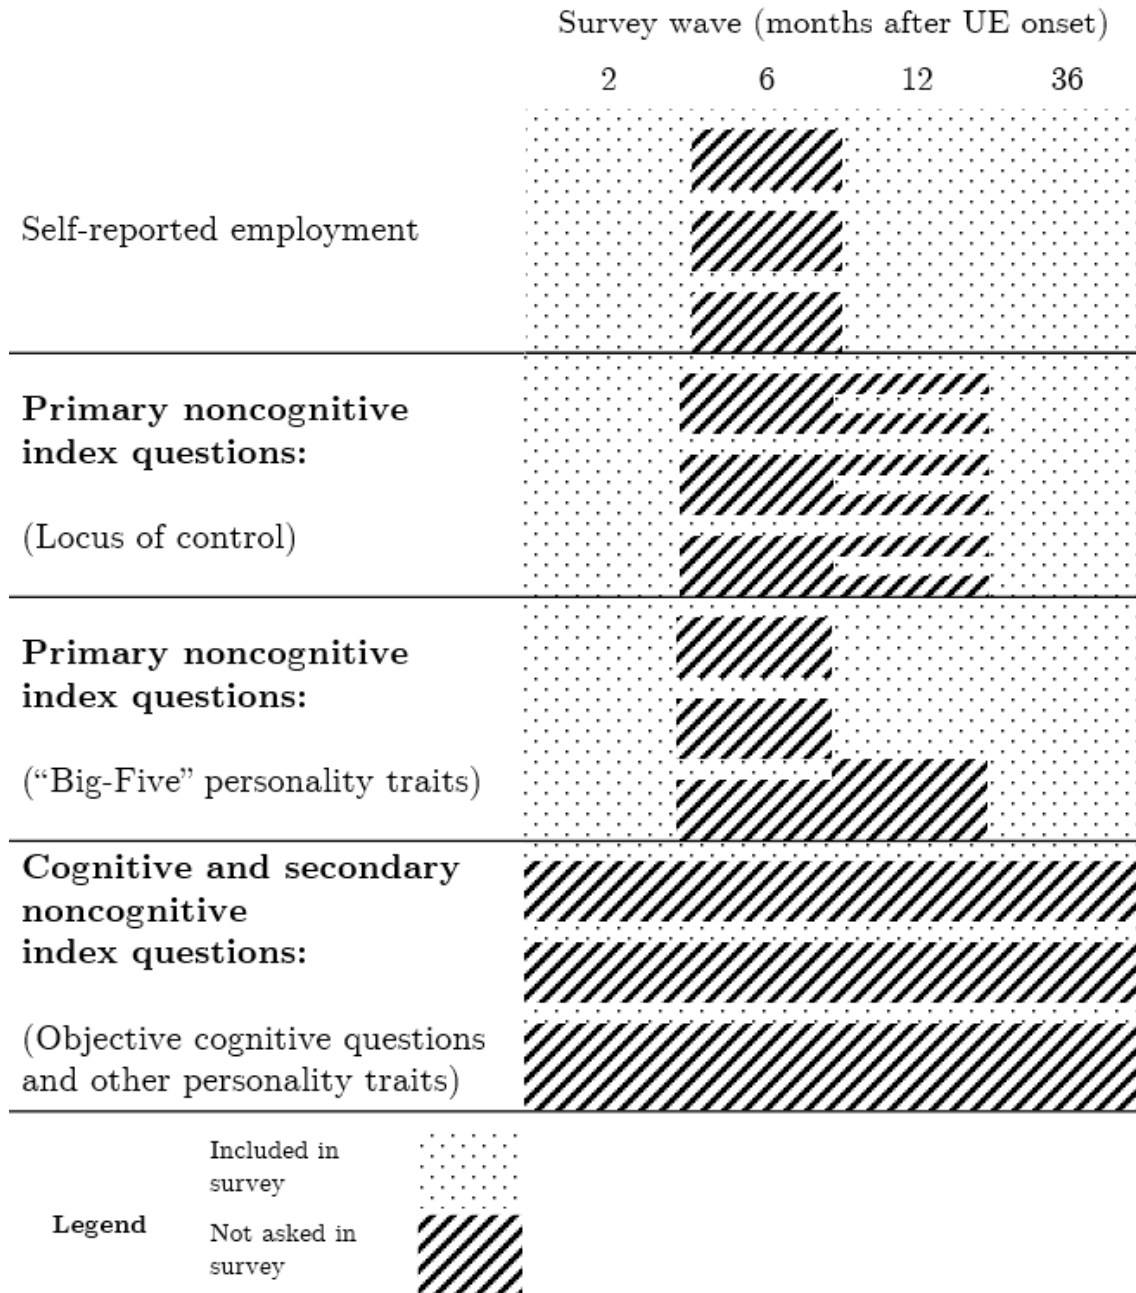 Survey wave (months after UE onset)
2 6 12 36
Self-reported employment
Primary noncognitive
index questions:
(Locus of control)
Primary noncognitive
index questions:
(“Big-Five” personality traits)
Cognitive and secondary
noncognitive
index questions:
(Objective cognitive questions
and other personality traits)
Included in
survey
Legend
Not asked in
survey